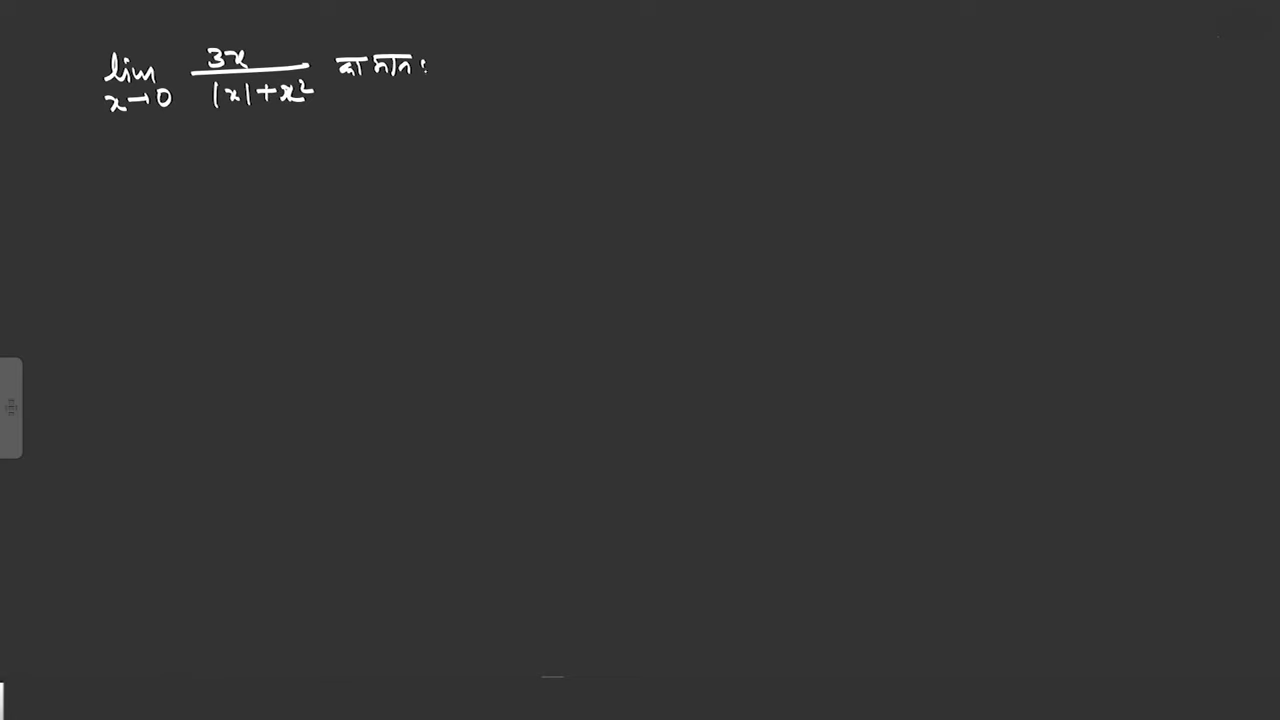 lim x→0 3x / |x| + x² का मान :